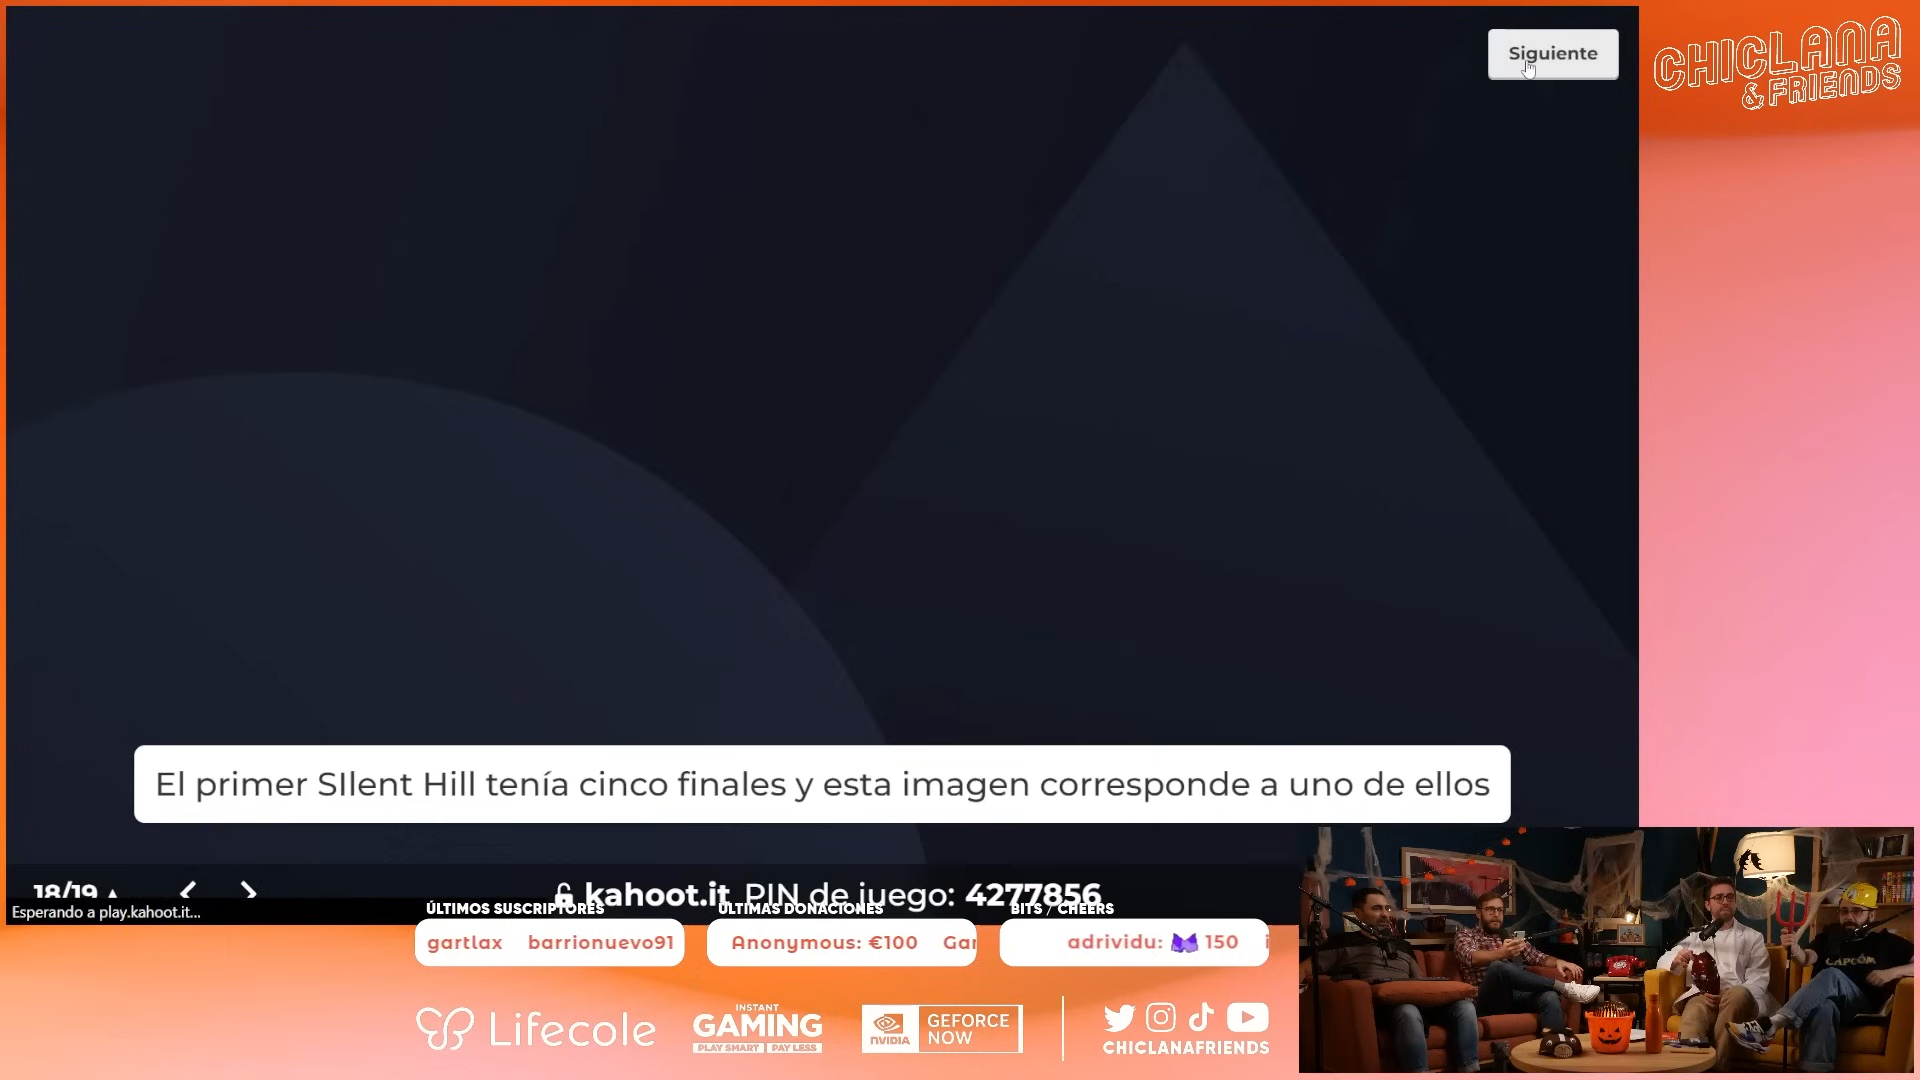 Siguiente
CHICLANA
&FRIENDS
El primer SIlent Hill tenía cinco finales y esta imagen corresponde a uno de ellos
18/19
kahoot.it PIN de juego: 4277856
Esperando a play.kahoot.it...
ÚLTIMOS SUSCRIPTORES
ÚLTIMAS DONACIONES
BITS / CHEERS
gartlax barrionuevo91
Anonymous: €100 Gar
adrividu: 150
Lifecole
INSTANT
GAMING
PLAY SMART PAY LESS
NVIDIA
GEFORCE
NOW
CHICLANAFRIENDS
CAPCOM